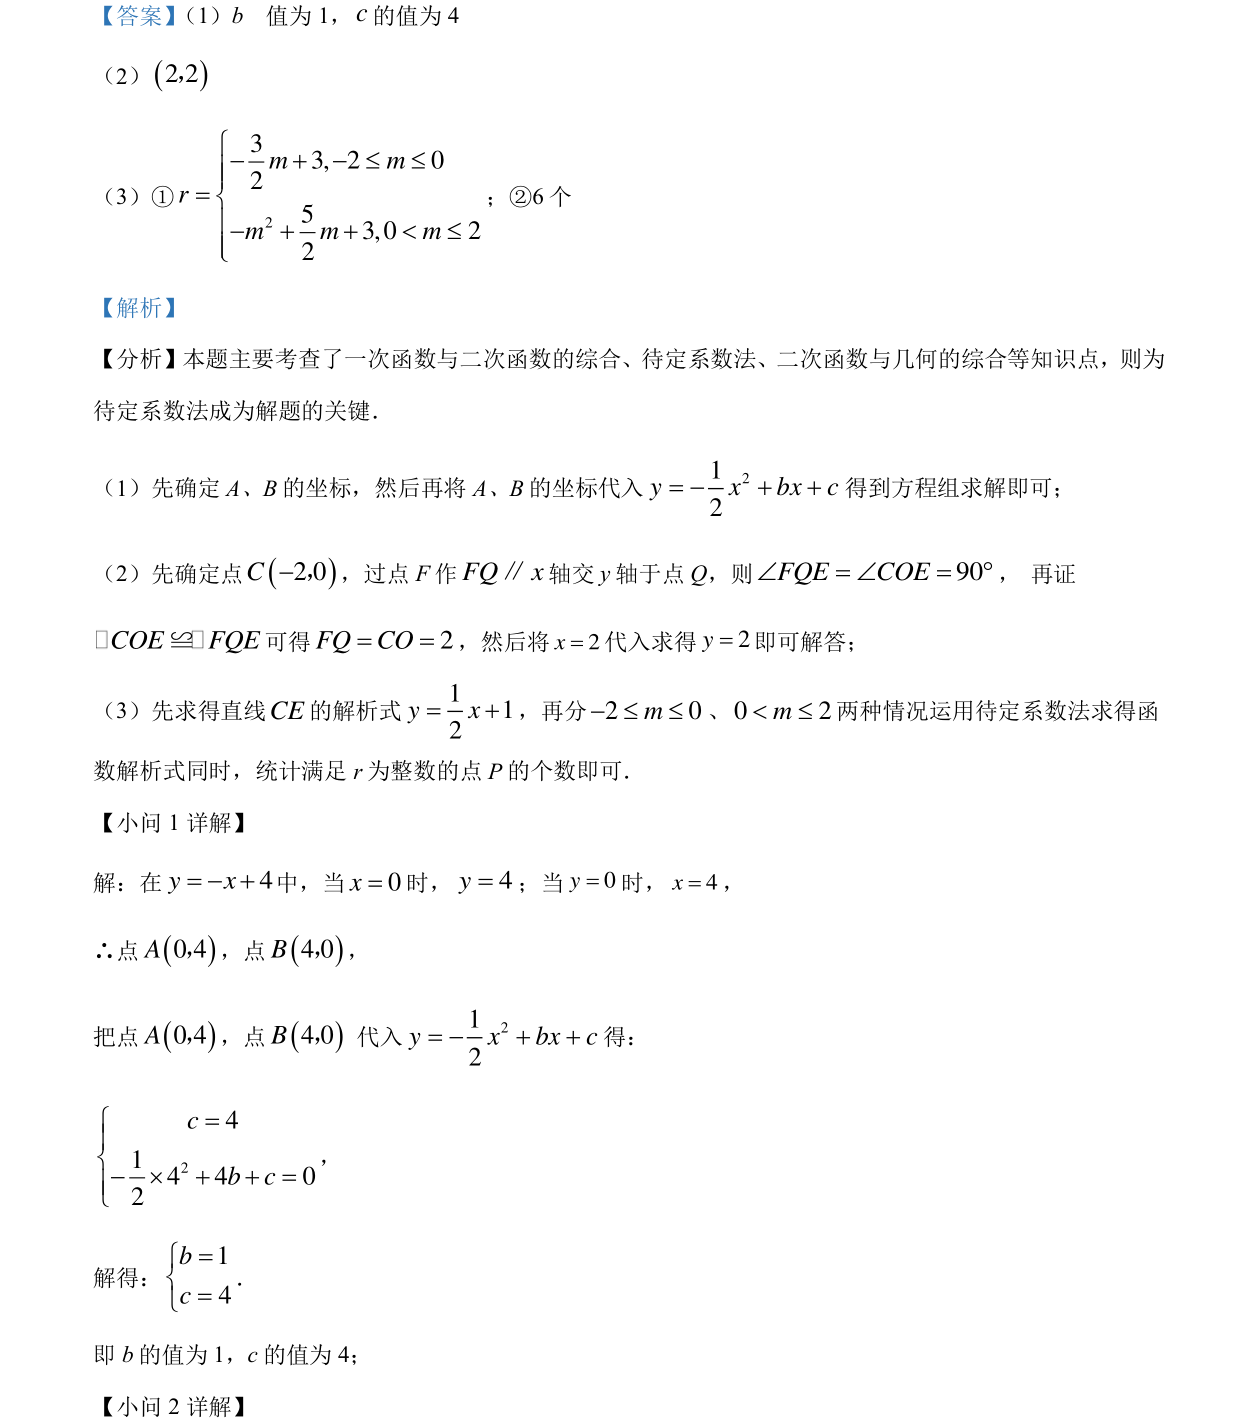 【答案】（1）b 值为 1，c 的值为 4
（2）(2,2)
（3）① r = { -3/2 m + 3, -2 ≤ m ≤ 0 ; -m² + 5/2 m + 3, 0 < m ≤ 2 ；②6 个
【解析】
【分析】本题主要考查了一次函数与二次函数的综合、待定系数法、二次函数与几何的综合等知识点，则为
待定系数法成为解题的关键．
（1）先确定 A、B 的坐标，然后再将 A、B 的坐标代入 y = -1/2 x² + bx + c 得到方程组求解即可；
（2）先确定点 C(-2,0)，过点 F 作 FQ∥x 轴交 y 轴于点 Q，则 ∠FQE = ∠COE = 90°， 再证
□COE ≌□FQE 可得 FQ = CO = 2，然后将 x = 2 代入求得 y = 2 即可解答；
（3）先求得直线 CE 的解析式 y = 1/2 x + 1，再分 -2 ≤ m ≤ 0 、0 < m ≤ 2 两种情况运用待定系数法求得函
数解析式同时，统计满足 r 为整数的点 P 的个数即可．
【小问 1 详解】
解：在 y = -x + 4 中，当 x = 0 时， y = 4；当 y = 0 时， x = 4，
∴点 A(0,4)，点 B(4,0)，
把点 A(0,4)，点 B(4,0) 代入 y = -1/2 x² + bx + c 得：
{ c = 4
-1/2 × 4² + 4b + c = 0，
解得：{ b = 1
c = 4．
即 b 的值为 1，c 的值为 4；
【小问 2 详解】